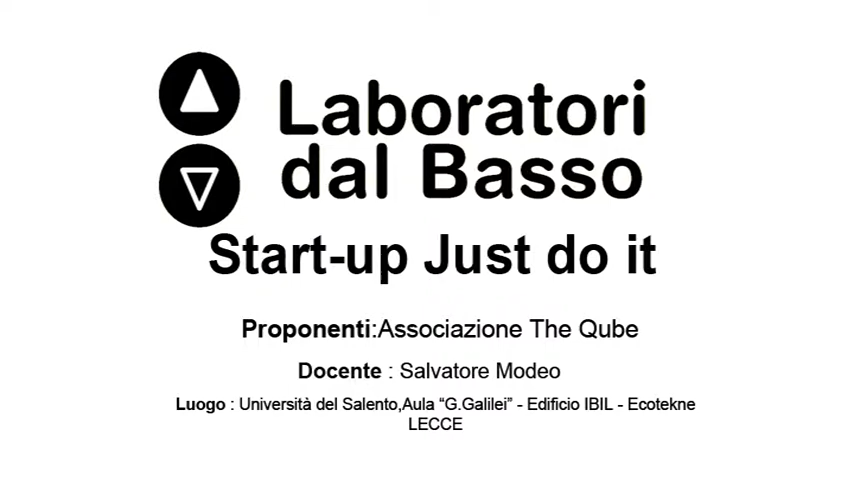 Laboratori
dal Basso
Start-up Just do it
Proponenti:Associazione The Qube
Docente : Salvatore Modeo
Luogo : Università del Salento,Aula “G.Galilei” - Edificio IBIL - Ecotekne
LECCE